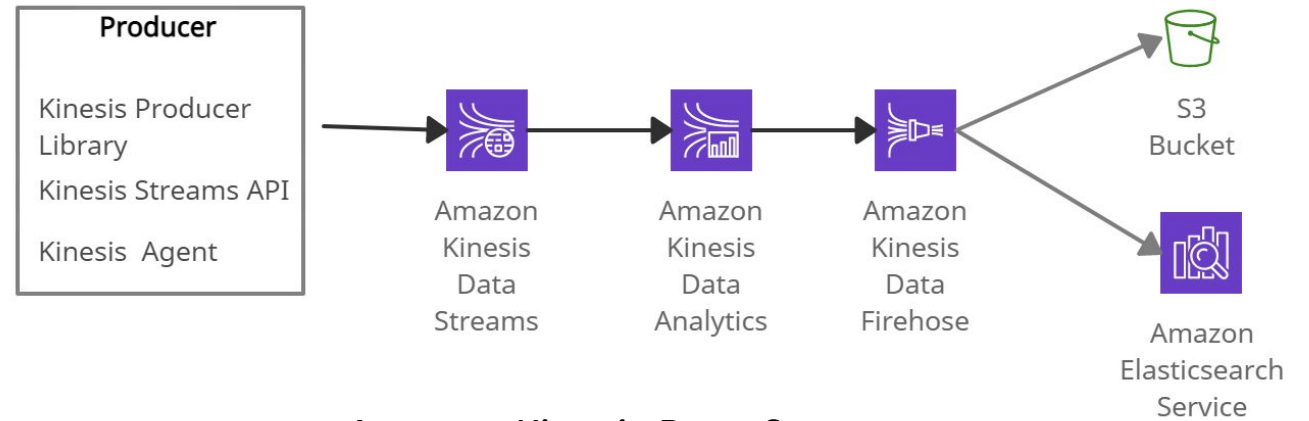 Producer
Kinesis Producer
Library
Kinesis Streams API
Kinesis Agent
Amazon
Kinesis
Data
Streams
Amazon
Kinesis
Data
Analytics
Amazon
Kinesis
Data
Firehose
S3
Bucket
Amazon
Elasticsearch
Service